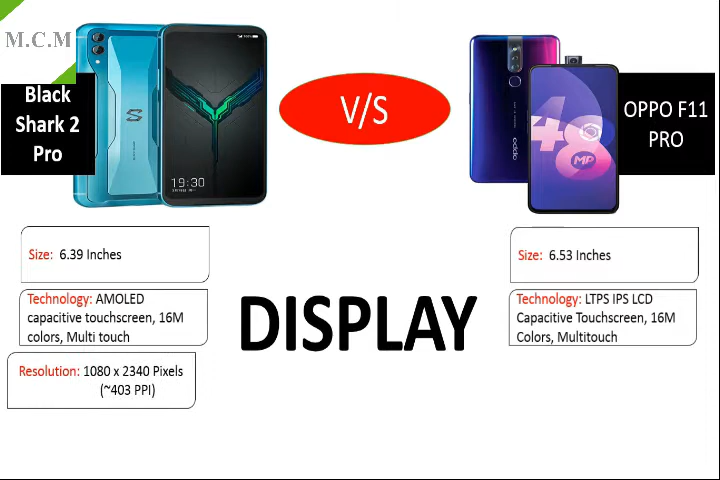 M.C.M
Black
Shark 2
Pro
19:30
V/S
oppo
48
MP
OPPO F11
PRO
Size: 6.39 Inches
Technology: AMOLED
capacitive touchscreen, 16M
colors, Multi touch
Resolution: 1080 x 2340 Pixels
(~403 PPI)
DISPLAY
Size: 6.53 Inches
Technology: LTPS IPS LCD
Capacitive Touchscreen, 16M
Colors, Multitouch